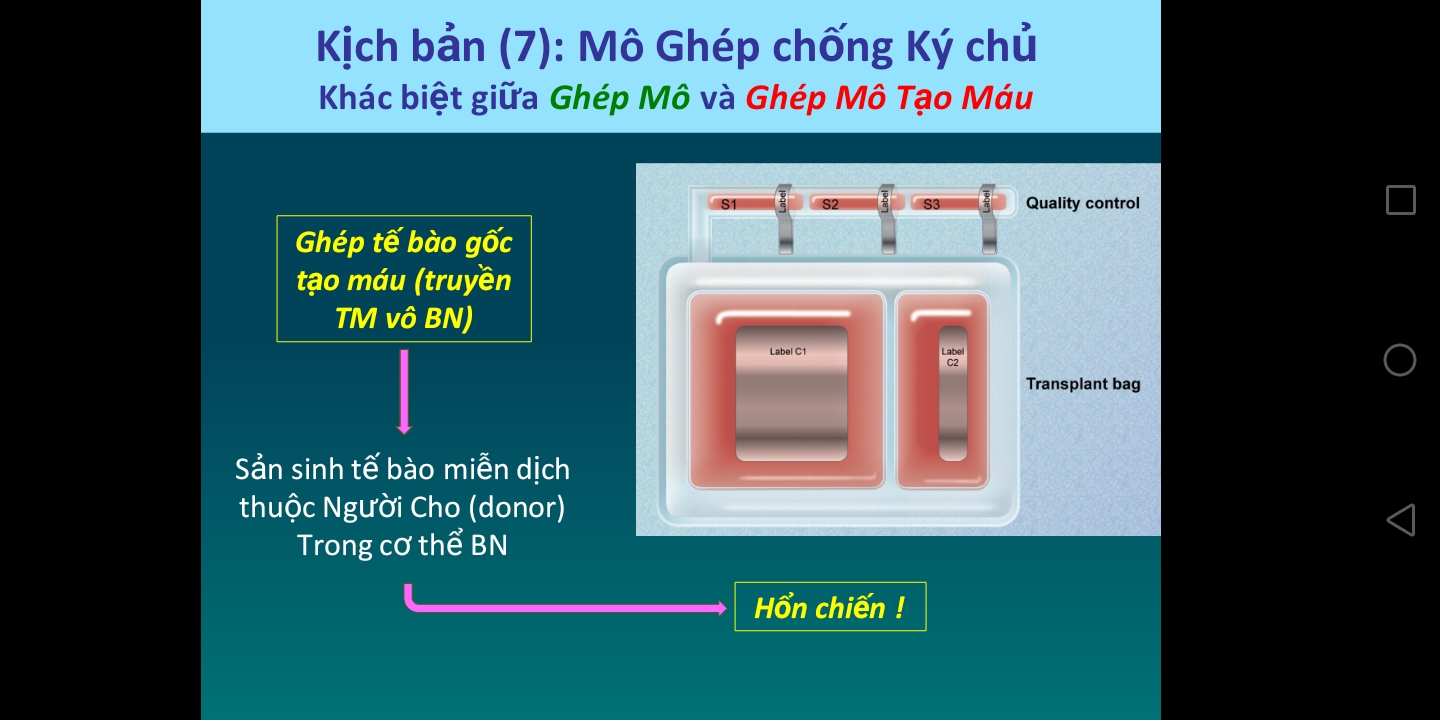 Kịch bản (7): Mô Ghép chống Ký chủ
Khác biệt giữa Ghép Mô và Ghép Mô Tạo Máu
Ghép tế bào gốc
tạo máu (truyền
TM vô BN)
Sản sinh tế bào miễn dịch
thuộc Người Cho (donor)
Trong cơ thể BN
Hổn chiến !
S1
Label
S2
Label
S3
Label
Quality control
Label C1
Label
C2
Transplant bag